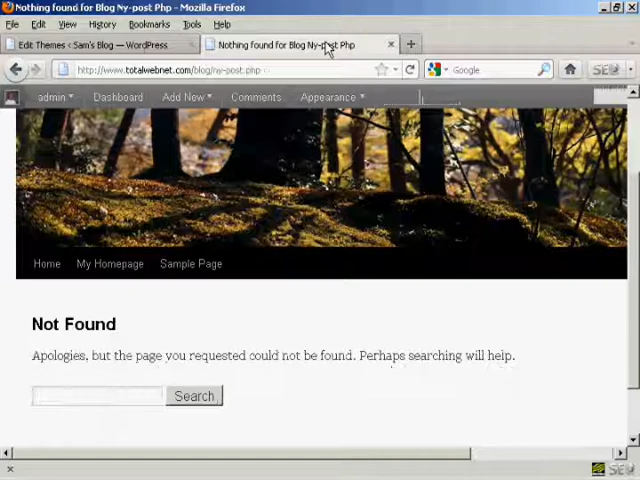 Nothing found for Blog Ny-post Php - Mozilla Firefox
File Edit View History Bookmarks Tools Help
Edit Themes ‹ Sam's Blog — WordPress
Nothing found for Blog Ny-post Php
http://www.totalwebnet.com/blog/ny-post.php
Google
SEO
admin Dashboard Add New Comments Appearance
Home My Homepage Sample Page
Not Found
Apologies, but the page you requested could not be found. Perhaps searching will help.
Search
SEO